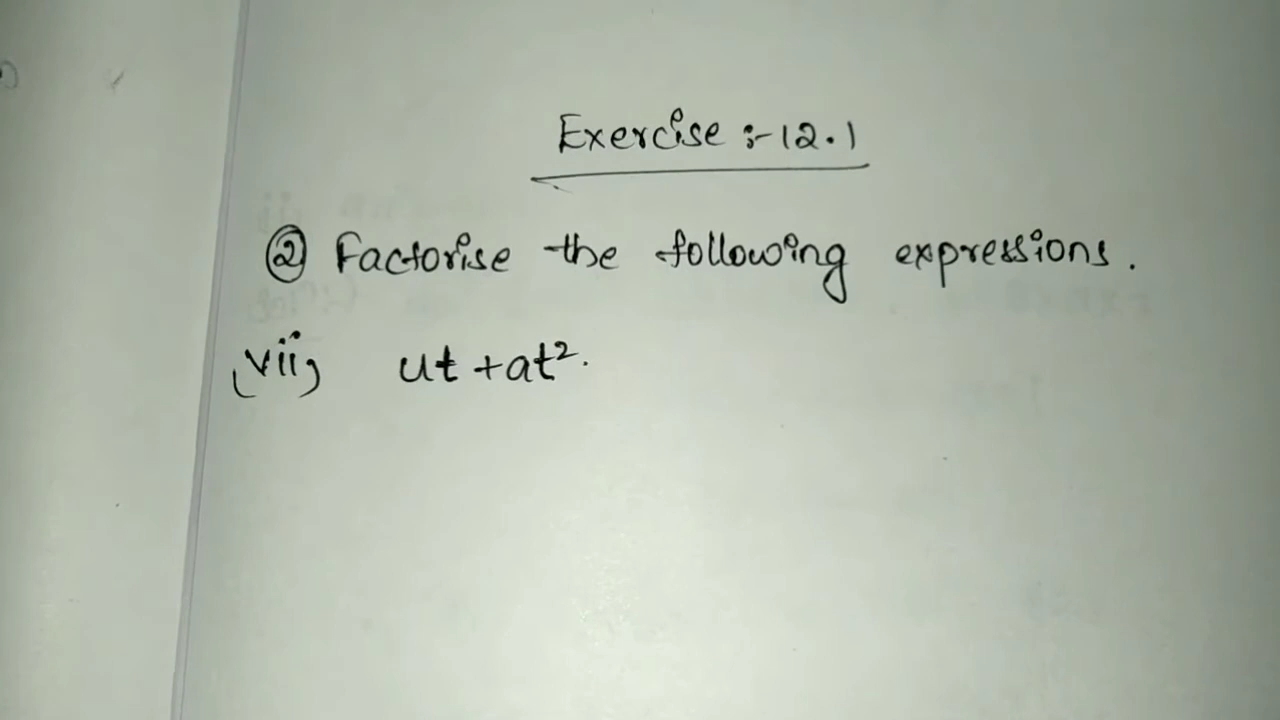 Exercise :- 12.1
② Factorise the following expressions.
(vii) ut + at².